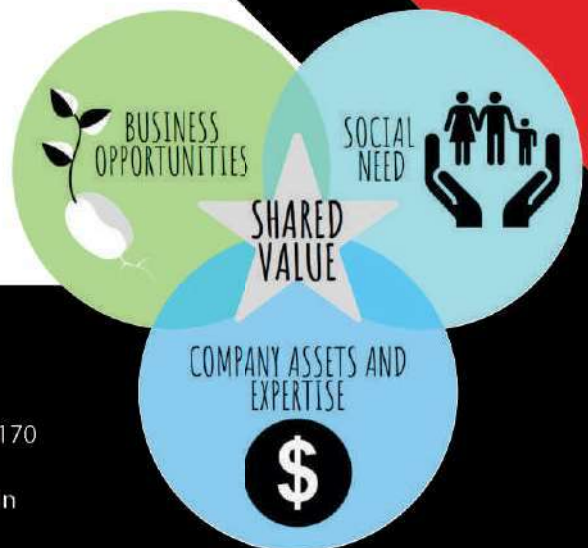 BUSINESS
OPPORTUNITIES
SOCIAL
NEED
SHARED
VALUE
COMPANY ASSETS AND
EXPERTISE
$
170
n